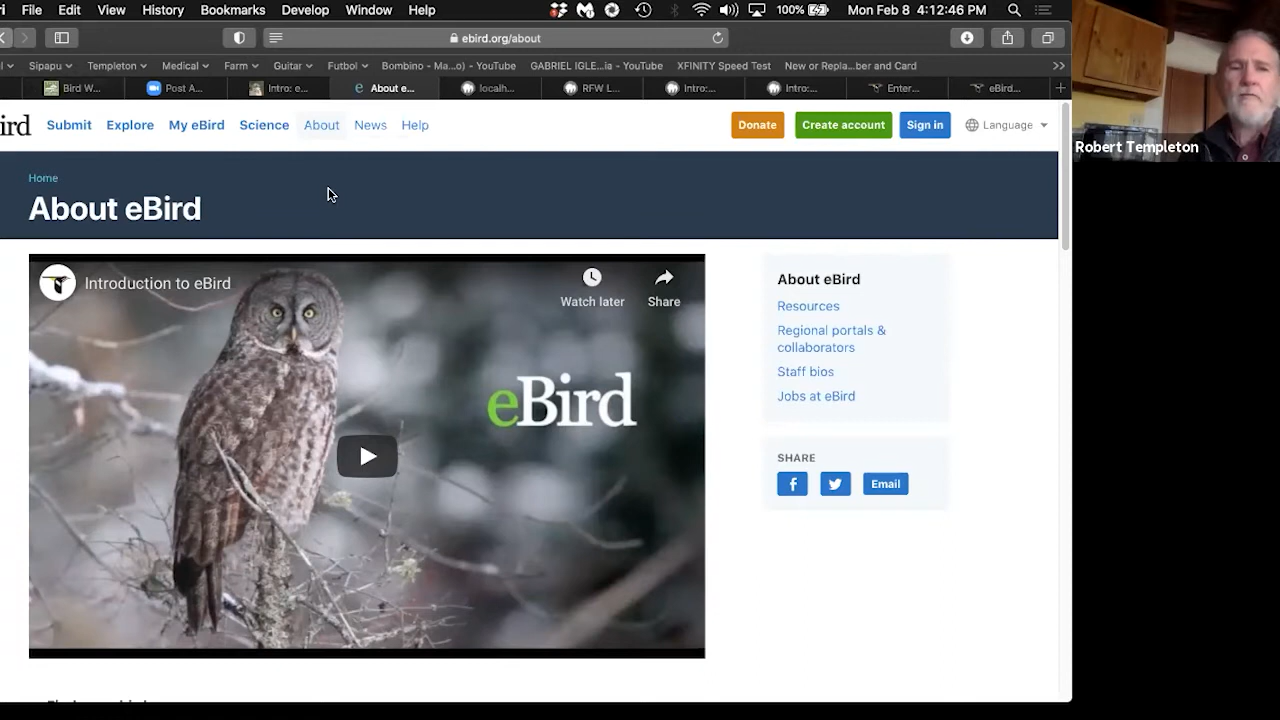 File Edit View History Bookmarks Develop Window Help 100% Mon Feb 8 4:12:46 PM
ebird.org/about
Sipapu Templeton Medical Farm Guitar Futbol Bombino - Ma...o) - YouTube GABRIEL IGLE...ia - YouTube XFINITY Speed Test New or Repla...ber and Card >>
Bird W... Post A... Intro: e... About e... localh... RFW L... Intro:... Intro:... Enter... eBird...
ird Submit Explore My eBird Science About News Help Donate Create account Sign in Language
Robert Templeton
Home
About eBird
Introduction to eBird
Watch later Share
eBird
About eBird
Resources
Regional portals &
collaborators
Staff bios
Jobs at eBird
SHARE
Email